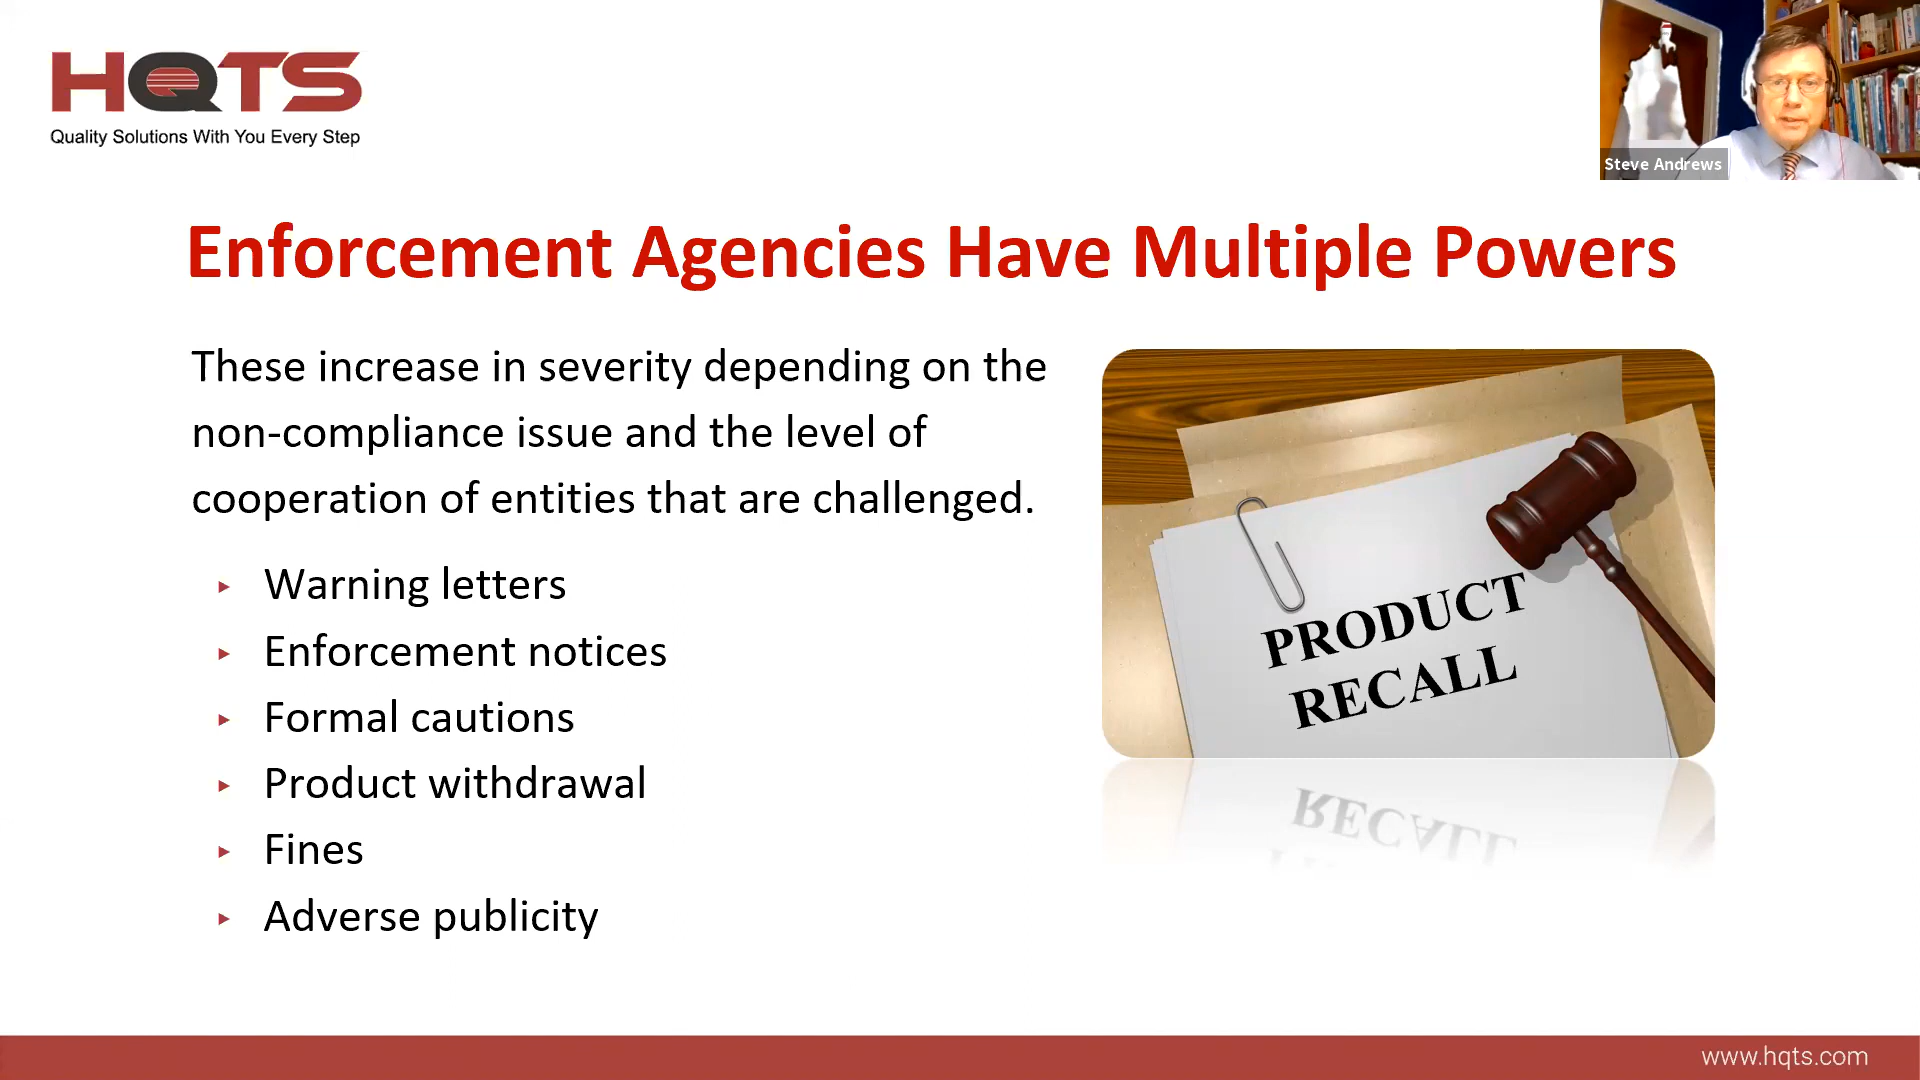 HQTS
Quality Solutions With You Every Step
Steve Andrews
Enforcement Agencies Have Multiple Powers
These increase in severity depending on the
non-compliance issue and the level of
cooperation of entities that are challenged.
Warning letters
Enforcement notices
Formal cautions
Product withdrawal
Fines
Adverse publicity
PRODUCT
RECALL
www.hqts.com